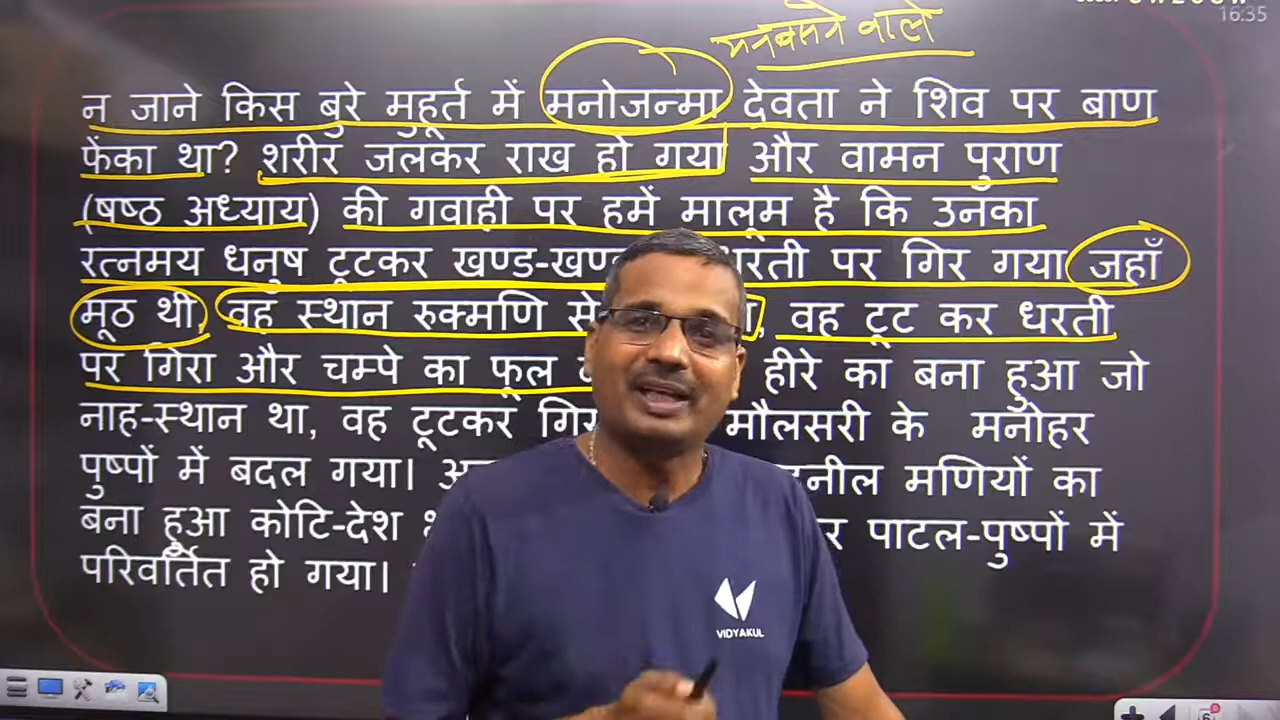 16:35
मनबसने वाले
न जाने किस बुरे मुहूर्त में मनोजन्मा देवता ने शिव पर बाण
फेंका था? शरीर जलकर राख हो गया और वामन पुराण
(षष्ठ अध्याय) की गवाही पर हमें मालूम है कि उनका
रत्नमय धनुष टूटकर खण्ड-खण्ड धरती पर गिर गया जहाँ
मूठ थी, वह स्थान रुक्मणि से वह टूट कर धरती
पर गिरा और चम्पे का फूल हीरे का बना हुआ जो
नाह-स्थान था, वह टूटकर मौलसरी के मनोहर
पुष्पों में बदल गया। मणियों का
बना हुआ कोटि-देश पाटल-पुष्पों में
परिवर्तित हो गया।
VIDYAKUL